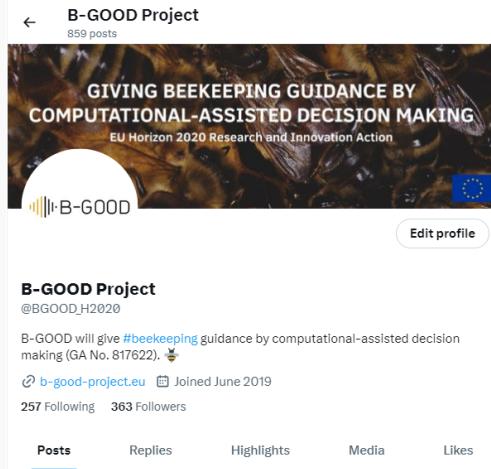 B-GOOD Project
859 posts
GIVING BEEKEEPING GUIDANCE BY
COMPUTATIONAL-ASSISTED DECISION MAKING
EU Horizon 2020 Research and Innovation Action
B-GOOD
Edit profile
B-GOOD Project
@BGOOD_H2020
B-GOOD will give #beekeeping guidance by computational-assisted decision
making (GA No. 817622). 🐝
b-good-project.eu Joined June 2019
257 Following 363 Followers
Posts Replies Highlights Media Likes